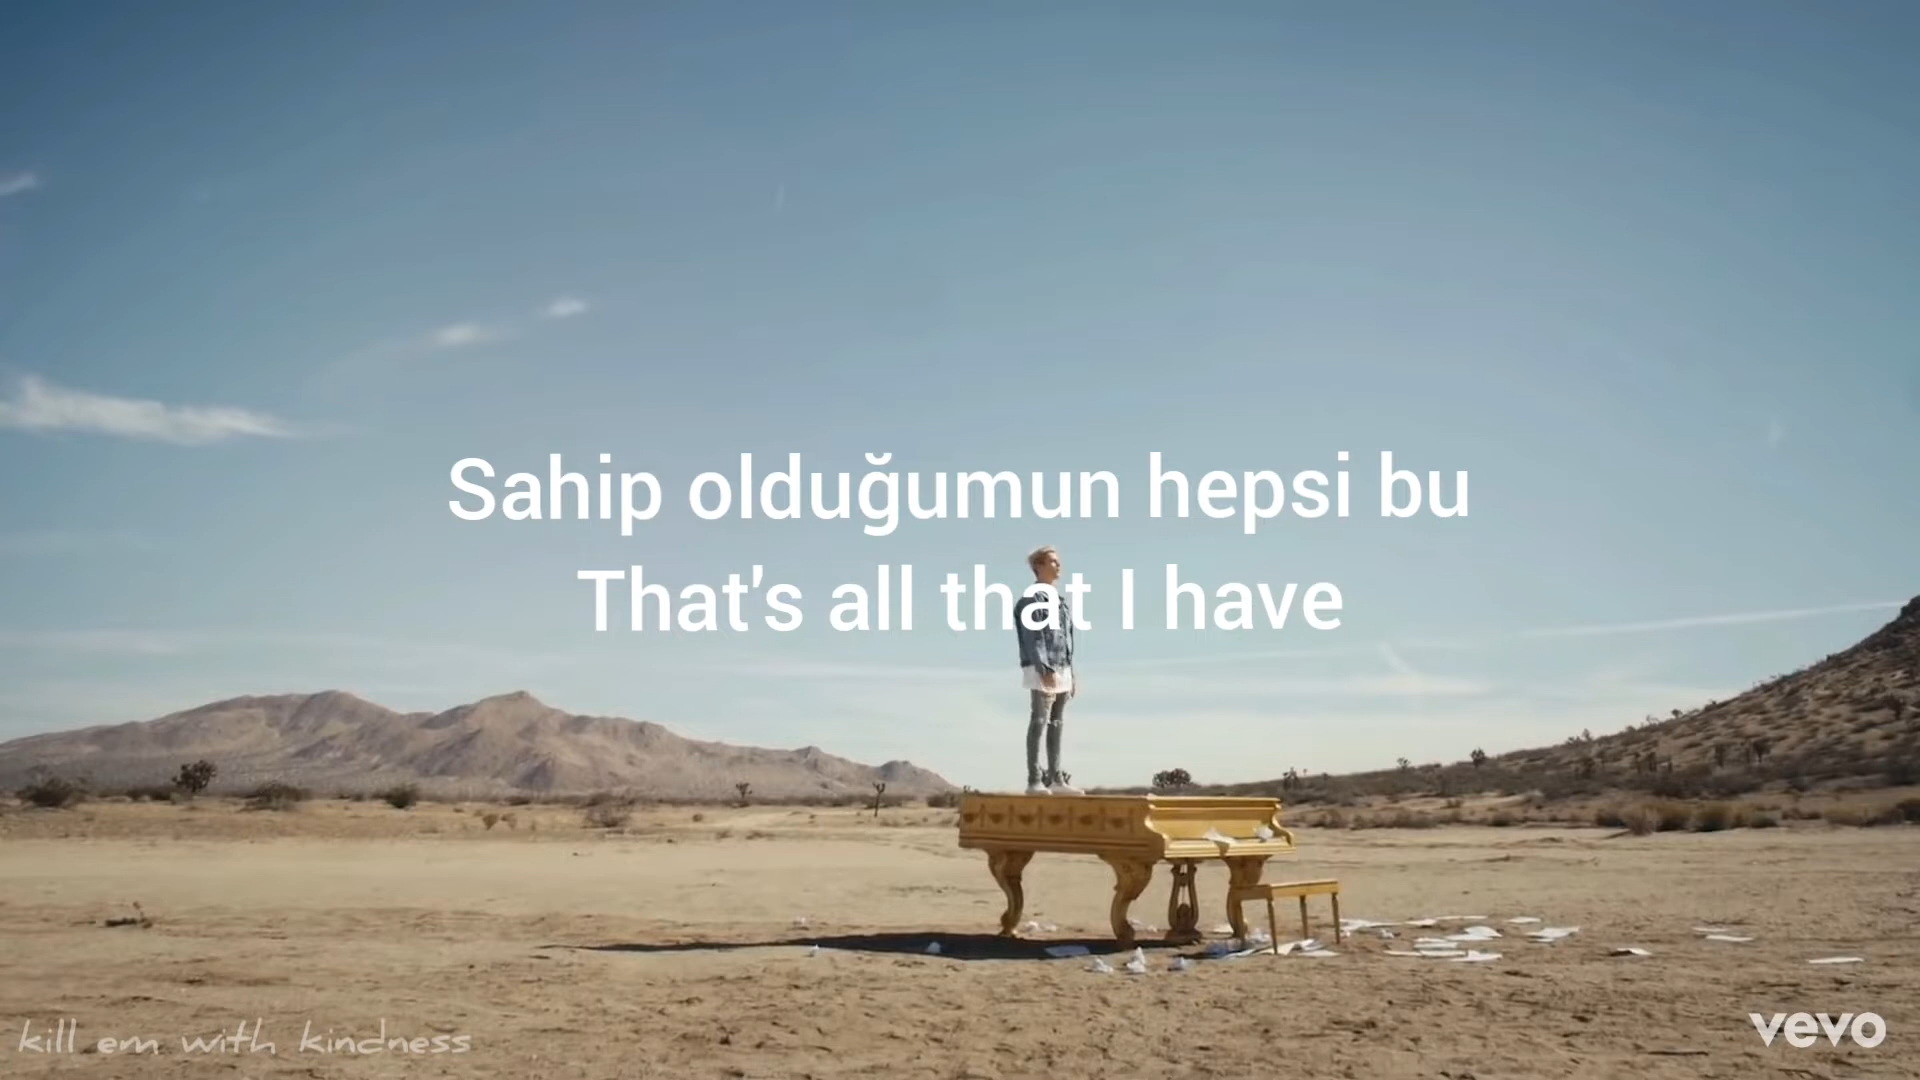 Sahip olduğumun hepsi bu
That's all that I have
kill em with kindness
vevo